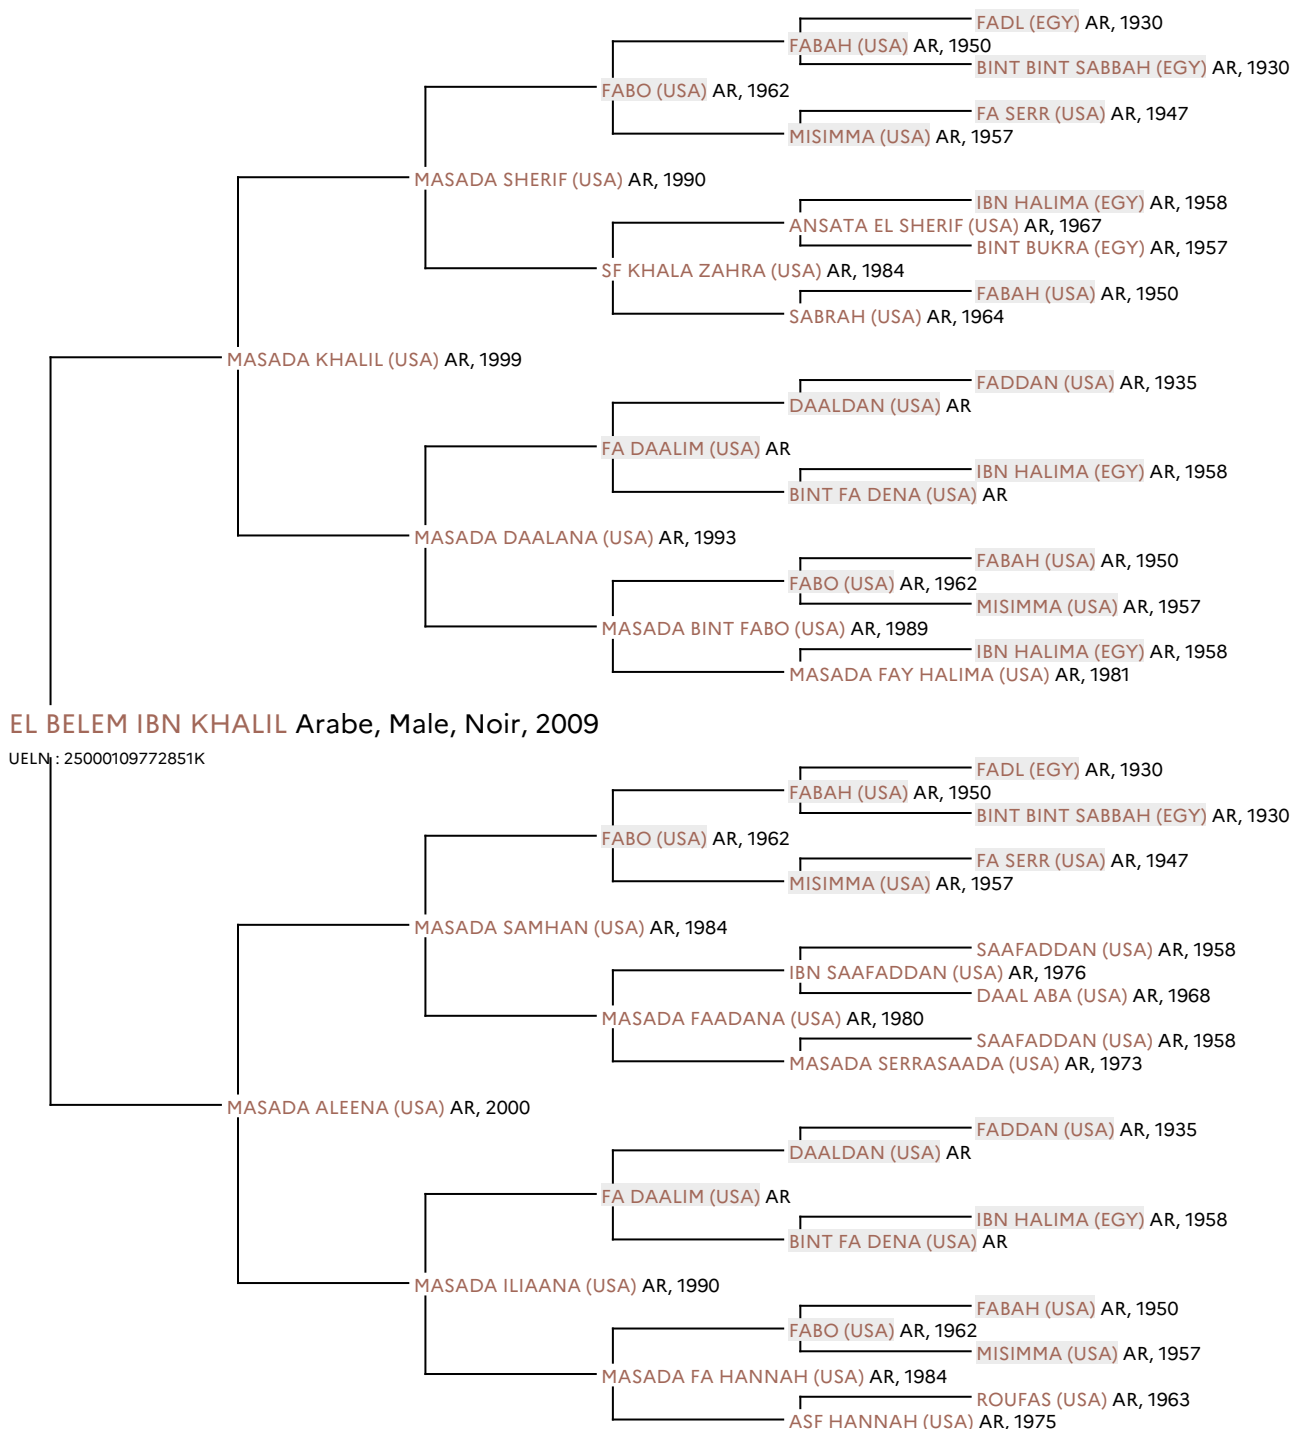 FADL (EGY) AR, 1930
FABAH (USA) AR, 1950
BINT BINT SABBAH (EGY) AR, 1930
FABO (USA) AR, 1962
FA SERR (USA) AR, 1947
MISIMMA (USA) AR, 1957
MASADA SHERIF (USA) AR, 1990
IBN HALIMA (EGY) AR, 1958
ANSATA EL SHERIF (USA) AR, 1967
BINT BUKRA (EGY) AR, 1957
SF KHALA ZAHRA (USA) AR, 1984
FABAH (USA) AR, 1950
SABRAH (USA) AR, 1964
MASADA KHALIL (USA) AR, 1999
FADDAN (USA) AR, 1935
DAALDAN (USA) AR
FA DAALIM (USA) AR
IBN HALIMA (EGY) AR, 1958
BINT FA DENA (USA) AR
MASADA DAALANA (USA) AR, 1993
FABAH (USA) AR, 1950
FABO (USA) AR, 1962
MISIMMA (USA) AR, 1957
MASADA BINT FABO (USA) AR, 1989
IBN HALIMA (EGY) AR, 1958
MASADA FAY HALIMA (USA) AR, 1981
EL BELEM IBN KHALIL Arabe, Male, Noir, 2009
UELN : 25000109772851K
FADL (EGY) AR, 1930
FABAH (USA) AR, 1950
BINT BINT SABBAH (EGY) AR, 1930
FABO (USA) AR, 1962
FA SERR (USA) AR, 1947
MISIMMA (USA) AR, 1957
MASADA SAMHAN (USA) AR, 1984
SAAFADDAN (USA) AR, 1958
IBN SAAFADDAN (USA) AR, 1976
DAAL ABA (USA) AR, 1968
MASADA FAADANA (USA) AR, 1980
SAAFADDAN (USA) AR, 1958
MASADA SERRASAADA (USA) AR, 1973
MASADA ALEENA (USA) AR, 2000
FADDAN (USA) AR, 1935
DAALDAN (USA) AR
FA DAALIM (USA) AR
IBN HALIMA (EGY) AR, 1958
BINT FA DENA (USA) AR
MASADA ILIAANA (USA) AR, 1990
FABAH (USA) AR, 1950
FABO (USA) AR, 1962
MISIMMA (USA) AR, 1957
MASADA FA HANNAH (USA) AR, 1984
ROUFAS (USA) AR, 1963
ASF HANNAH (USA) AR, 1975